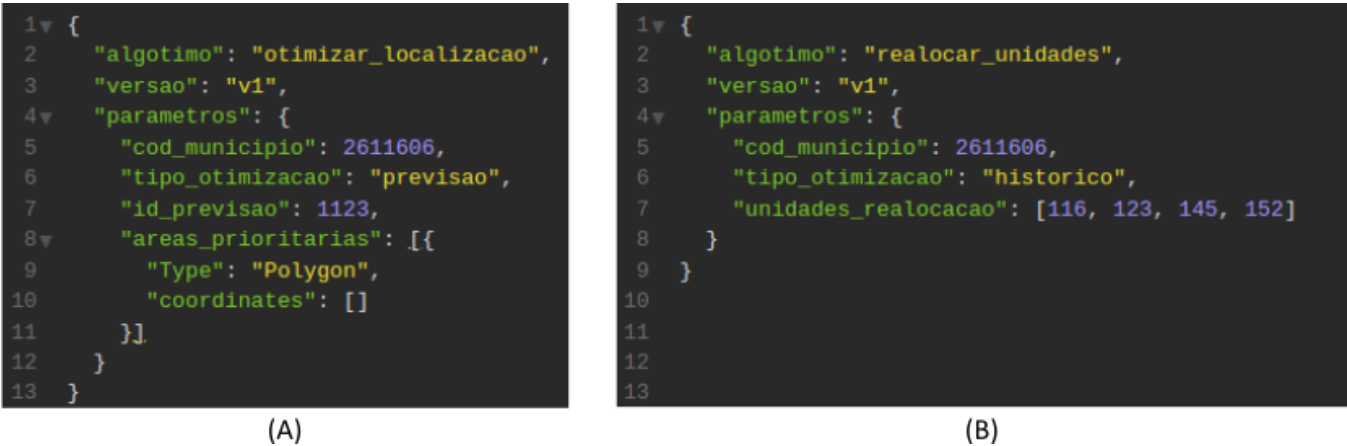 1 {
2 "algotimo": "otimizar_localizacao",
3 "versao": "v1",
4 "parametros": {
5 "cod_municipio": 2611606,
6 "tipo_otimizacao": "previsao",
7 "id_previsao": 1123,
8 "areas_prioritarias": [{
9 "Type": "Polygon",
10 "coordinates": []
11 }]
12 }
13 }
(A)
1 {
2 "algotimo": "realocar_unidades",
3 "versao": "v1",
4 "parametros": {
5 "cod_municipio": 2611606,
6 "tipo_otimizacao": "historico",
7 "unidades_realocacao": [116, 123, 145, 152]
8 }
9 }
10
11
12
13
(B)